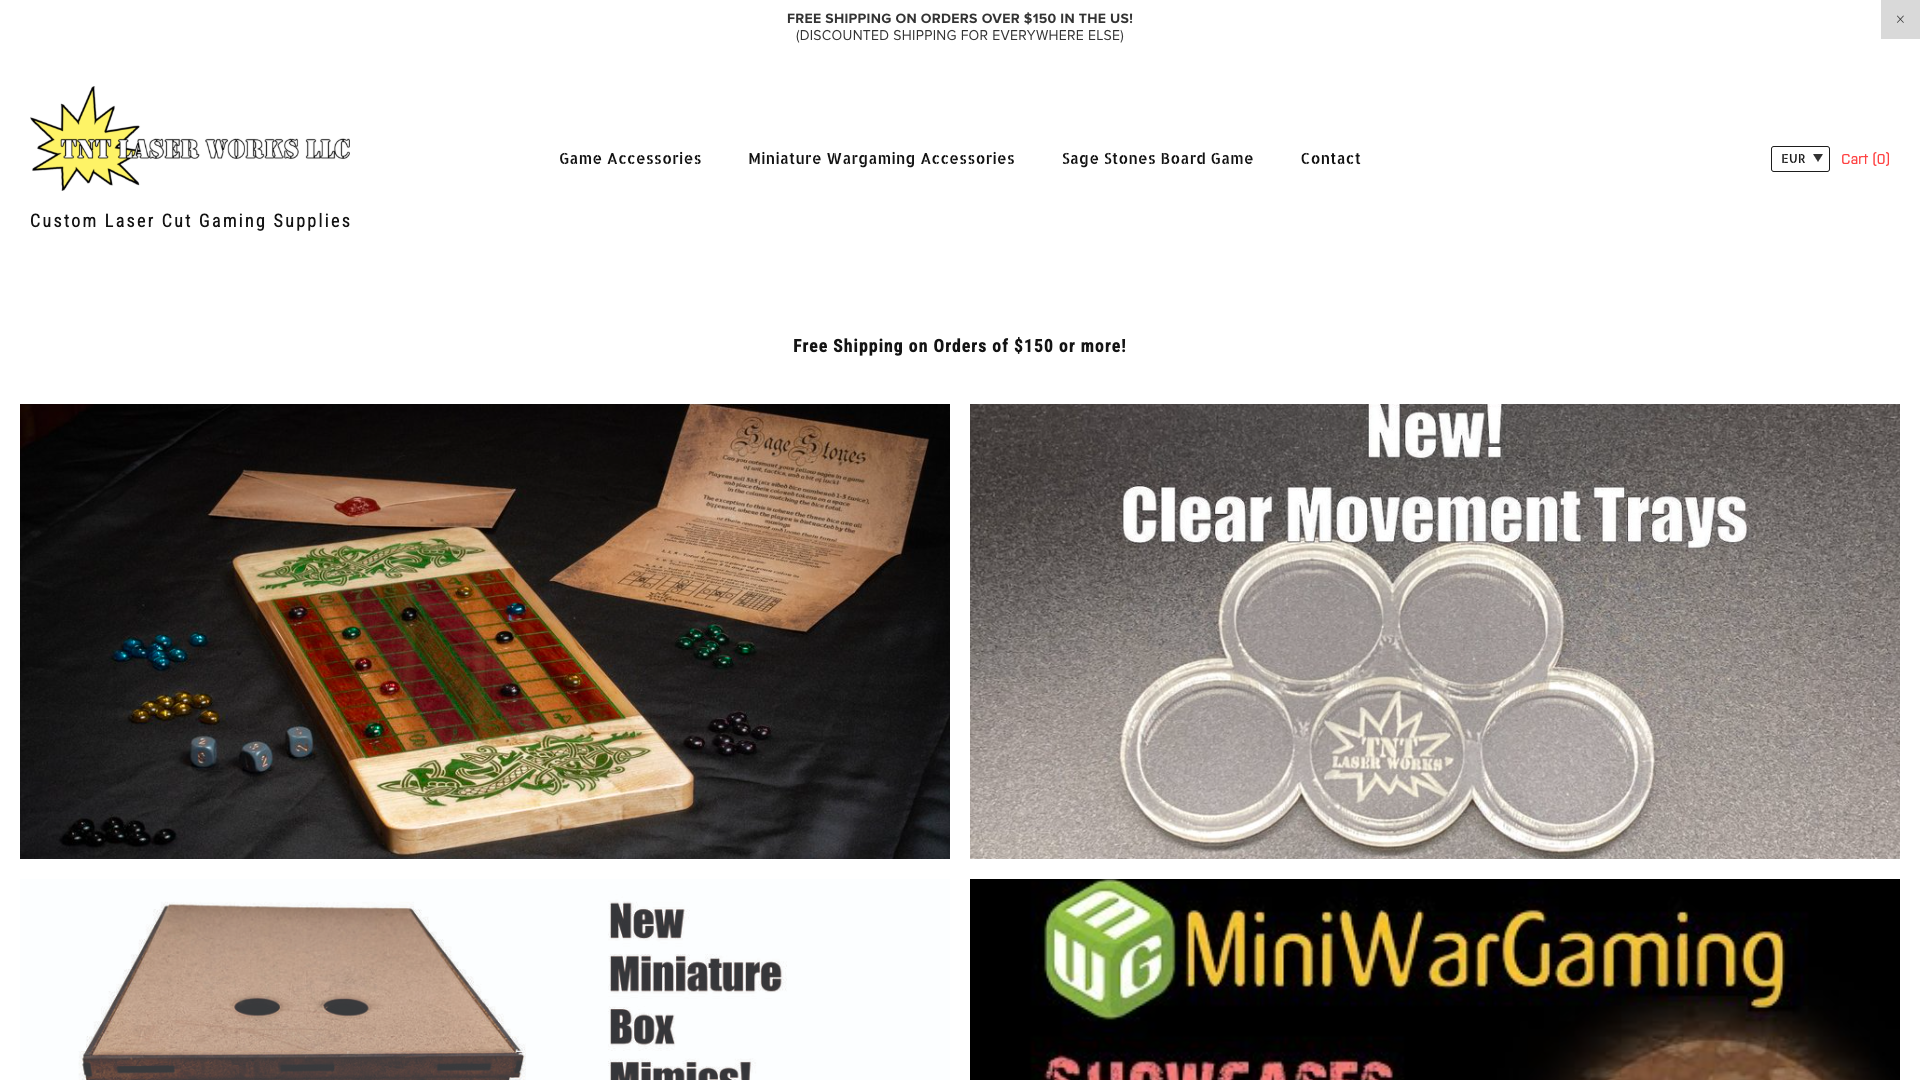 FREE SHIPPING ON ORDERS OVER $150 IN THE US!
(DISCOUNTED SHIPPING FOR EVERYWHERE ELSE)
×
TNT LASER WORKS LLC
Custom Laser Cut Gaming Supplies
Game Accessories
Miniature Wargaming Accessories
Sage Stones Board Game
Contact
EUR
Cart (0)
Free Shipping on Orders of $150 or more!
Sage Stones
New!
Clear Movement Trays
TNT
LASER WORKS
New
Miniature
Box
Mimics!
MWG
MiniWarGaming
SHOWCASES